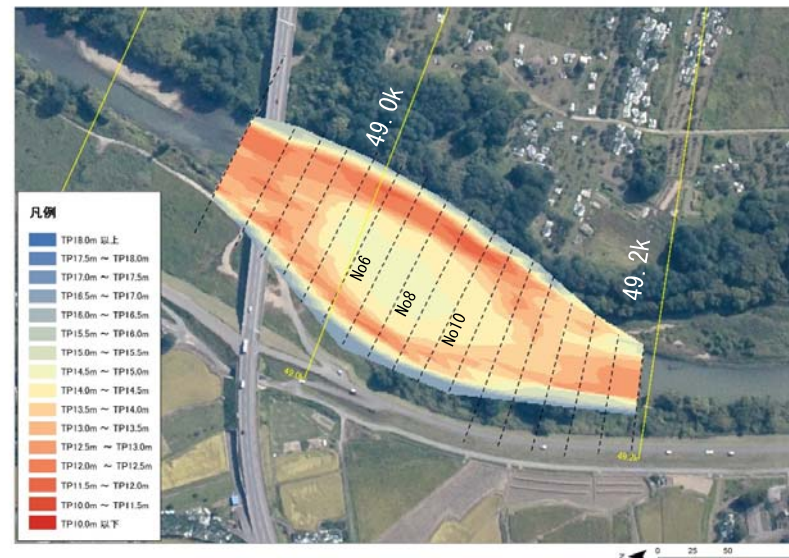 49.0k
49.2k
No6
No8
No10
49.0k
49.2k
凡例
TP18.0m 以上
TP17.5m ～ TP18.0m
TP17.0m ～ TP17.5m
TP16.5m ～ TP17.0m
TP16.0m ～ TP16.5m
TP15.5m ～ TP16.0m
TP15.0m ～ TP15.5m
TP14.5m ～ TP15.0m
TP14.0m ～ TP14.5m
TP13.5m ～ TP14.0m
TP13.0m ～ TP13.5m
TP12.5m ～ TP13.0m
TP12.0m ～ TP12.5m
TP11.5m ～ TP12.0m
TP10.0m ～ TP11.5m
TP10.0m 以下
N
0 25 50